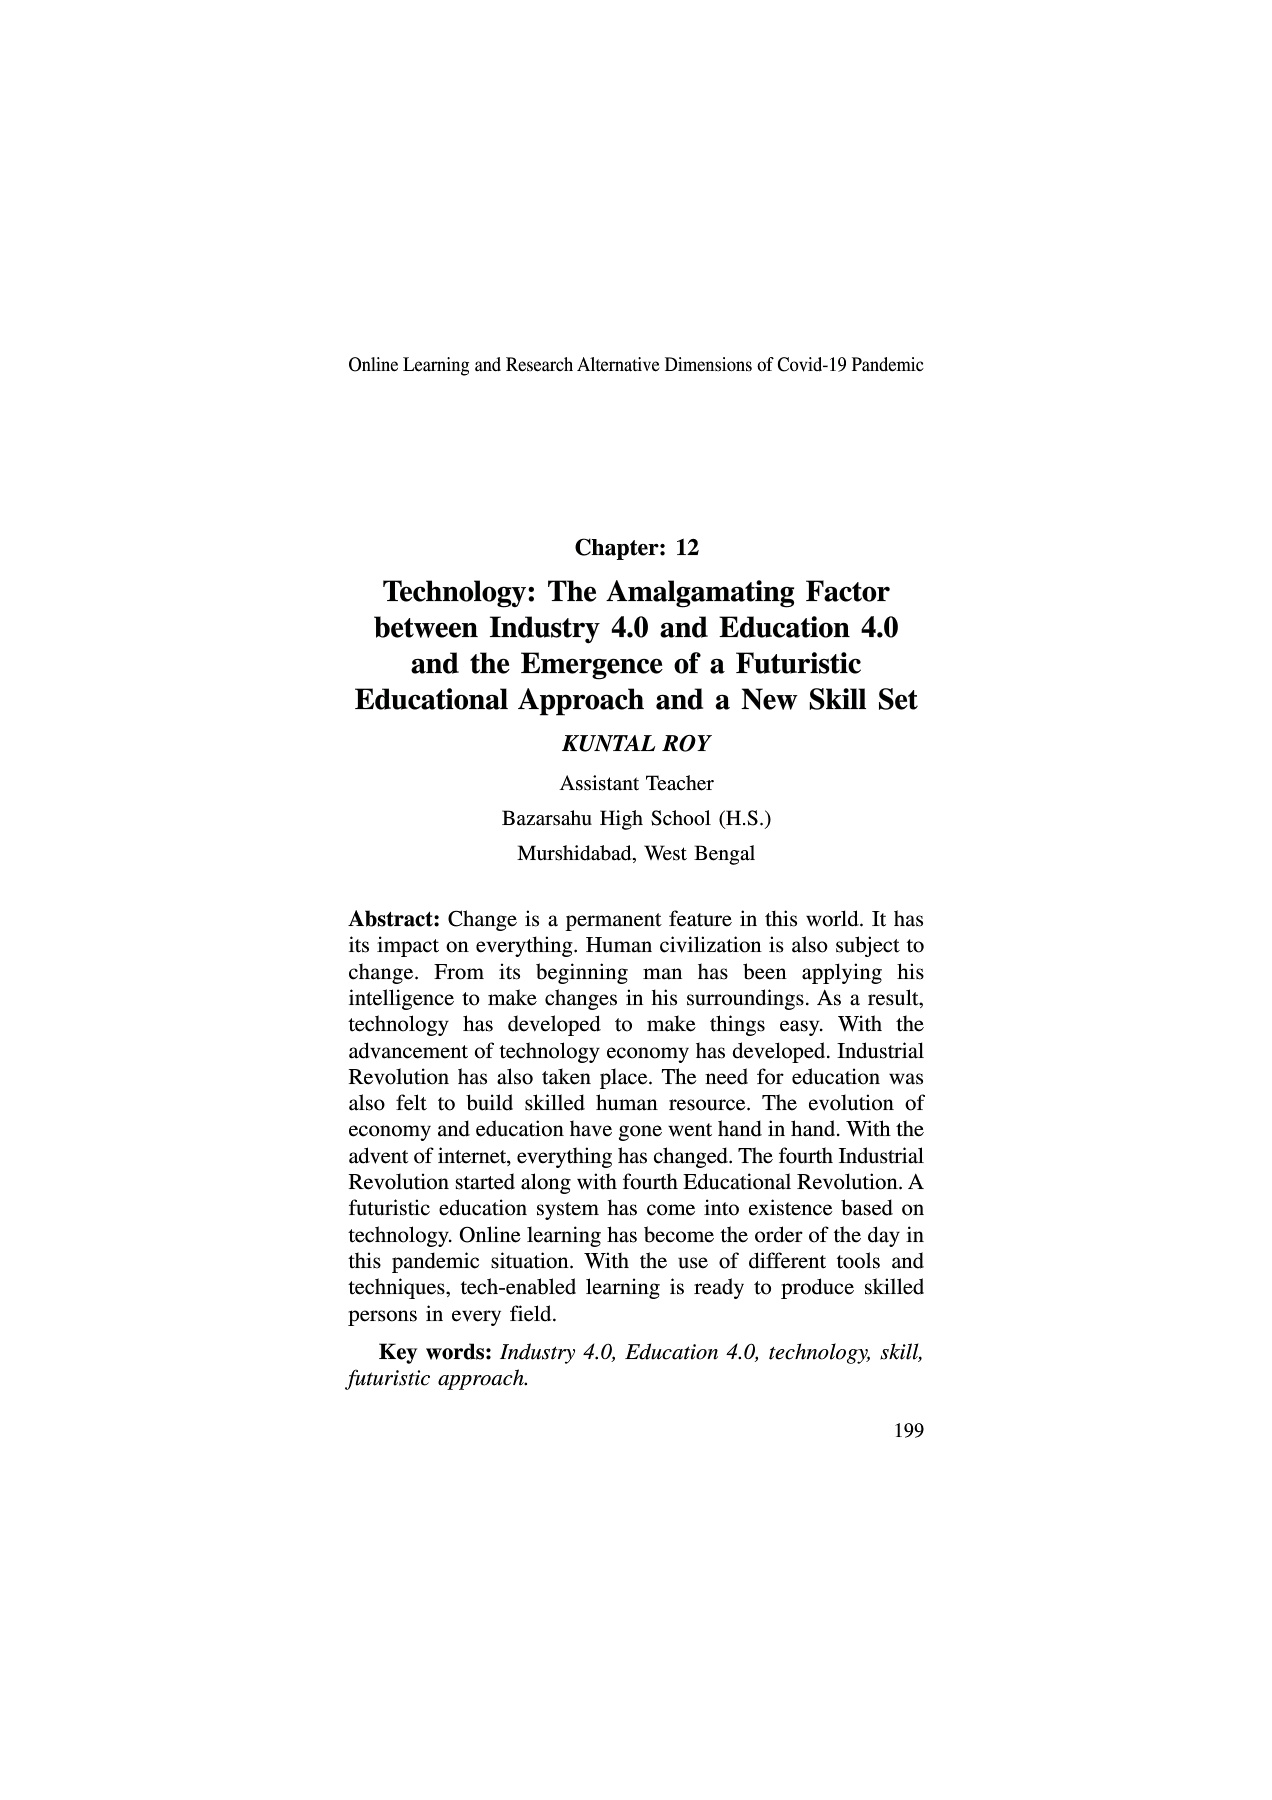 Online Learning and Research Alternative Dimensions of Covid-19 Pandemic
Chapter: 12
Technology: The Amalgamating Factor
between Industry 4.0 and Education 4.0
and the Emergence of a Futuristic
Educational Approach and a New Skill Set
KUNTAL ROY
Assistant Teacher
Bazarsahu High School (H.S.)
Murshidabad, West Bengal
Abstract: Change is a permanent feature in this world. It has
its impact on everything. Human civilization is also subject to
change. From its beginning man has been applying his
intelligence to make changes in his surroundings. As a result,
technology has developed to make things easy. With the
advancement of technology economy has developed. Industrial
Revolution has also taken place. The need for education was
also felt to build skilled human resource. The evolution of
economy and education have gone went hand in hand. With the
advent of internet, everything has changed. The fourth Industrial
Revolution started along with fourth Educational Revolution. A
futuristic education system has come into existence based on
technology. Online learning has become the order of the day in
this pandemic situation. With the use of different tools and
techniques, tech-enabled learning is ready to produce skilled
persons in every field.
Key words: Industry 4.0, Education 4.0, technology, skill,
futuristic approach.
199